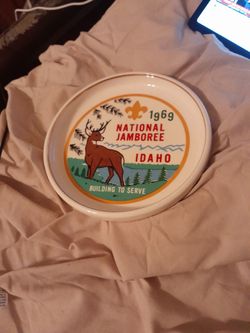 1969
NATIONAL
JAMBOREE
IDAHO
BUILDING TO SERVE